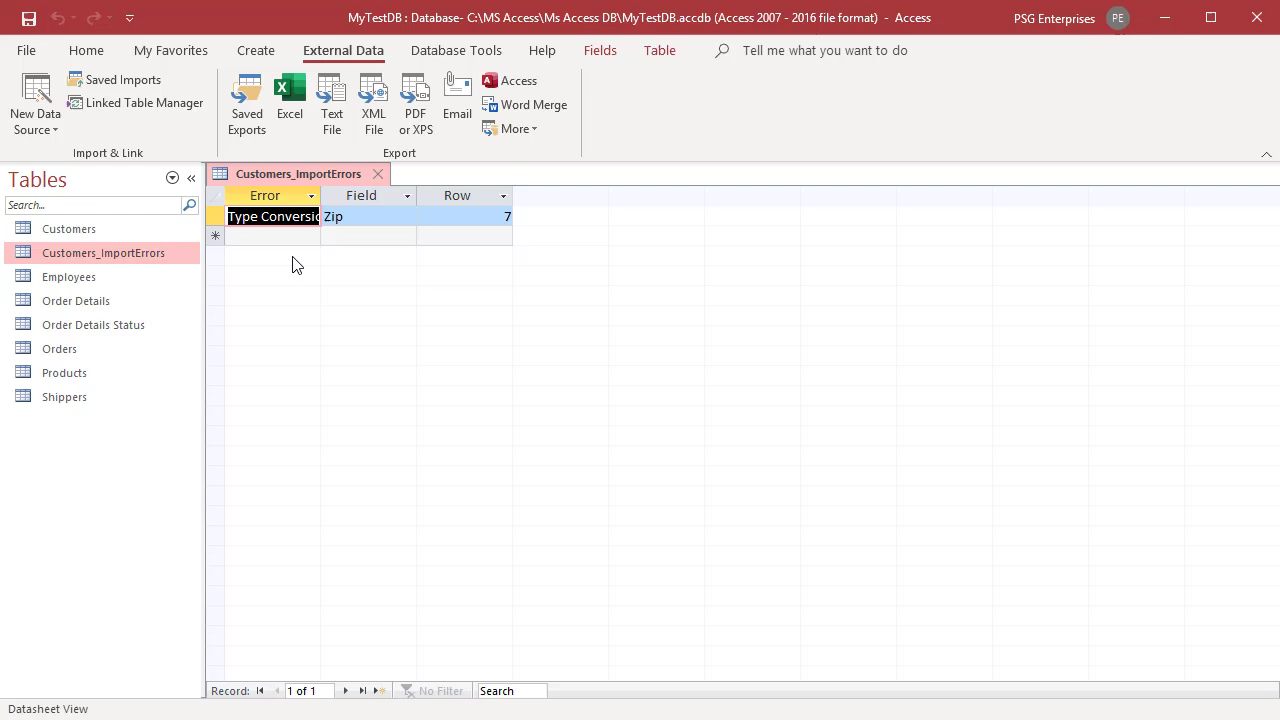 MyTestDB : Database- C:\MS Access\Ms Access DB\MyTestDB.accdb (Access 2007 - 2016 file format) - Access
PSG Enterprises PE
File Home My Favorites Create External Data Database Tools Help Fields Table Tell me what you want to do
New Data Source
Saved Imports
Linked Table Manager
Import & Link
Saved Exports
Excel
Text File
XML File
PDF or XPS
Email
Access
Word Merge
More
Export
Tables
Search...
Customers
Customers_ImportErrors
Employees
Order Details
Order Details Status
Orders
Products
Shippers
Customers_ImportErrors
Error Field Row
Type Conversio Zip 7
Record: 1 of 1 No Filter Search
Datasheet View